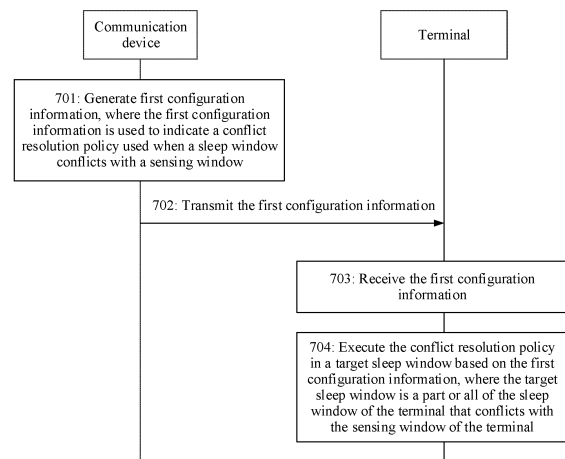 Communication
device
Terminal
701: Generate first configuration
information, where the first configuration
information is used to indicate a conflict
resolution policy used when a sleep window
conflicts with a sensing window
702: Transmit the first configuration information
703: Receive the first configuration
information
704: Execute the conflict resolution policy
in a target sleep window based on the first
configuration information, where the target
sleep window is a part or all of the sleep
window of the terminal that conflicts with
the sensing window of the terminal